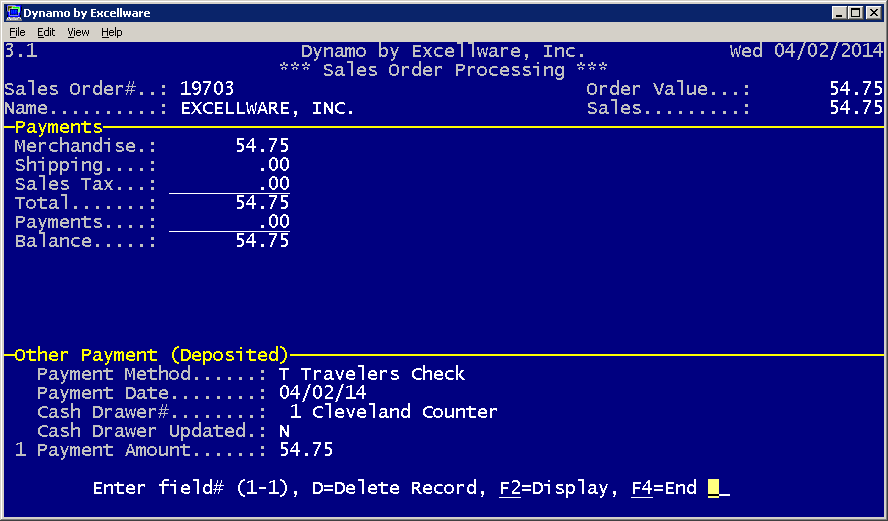 Dynamo by Excellware
File Edit View Help
3.1 Dynamo by Excellware, Inc. Wed 04/02/2014
*** Sales Order Processing ***
Sales Order#..: 19703 Order Value...: 54.75
Name..........: EXCELLWARE, INC. Sales.........: 54.75
Payments
Merchandise.: 54.75
Shipping....: .00
Sales Tax...: .00
Total.......: 54.75
Payments....: .00
Balance.....: 54.75
Other Payment (Deposited)
Payment Method......: T Travelers Check
Payment Date........: 04/02/14
Cash Drawer#........: 1 Cleveland Counter
Cash Drawer Updated.: N
1 Payment Amount......: 54.75
Enter field# (1-1), D=Delete Record, F2=Display, F4=End